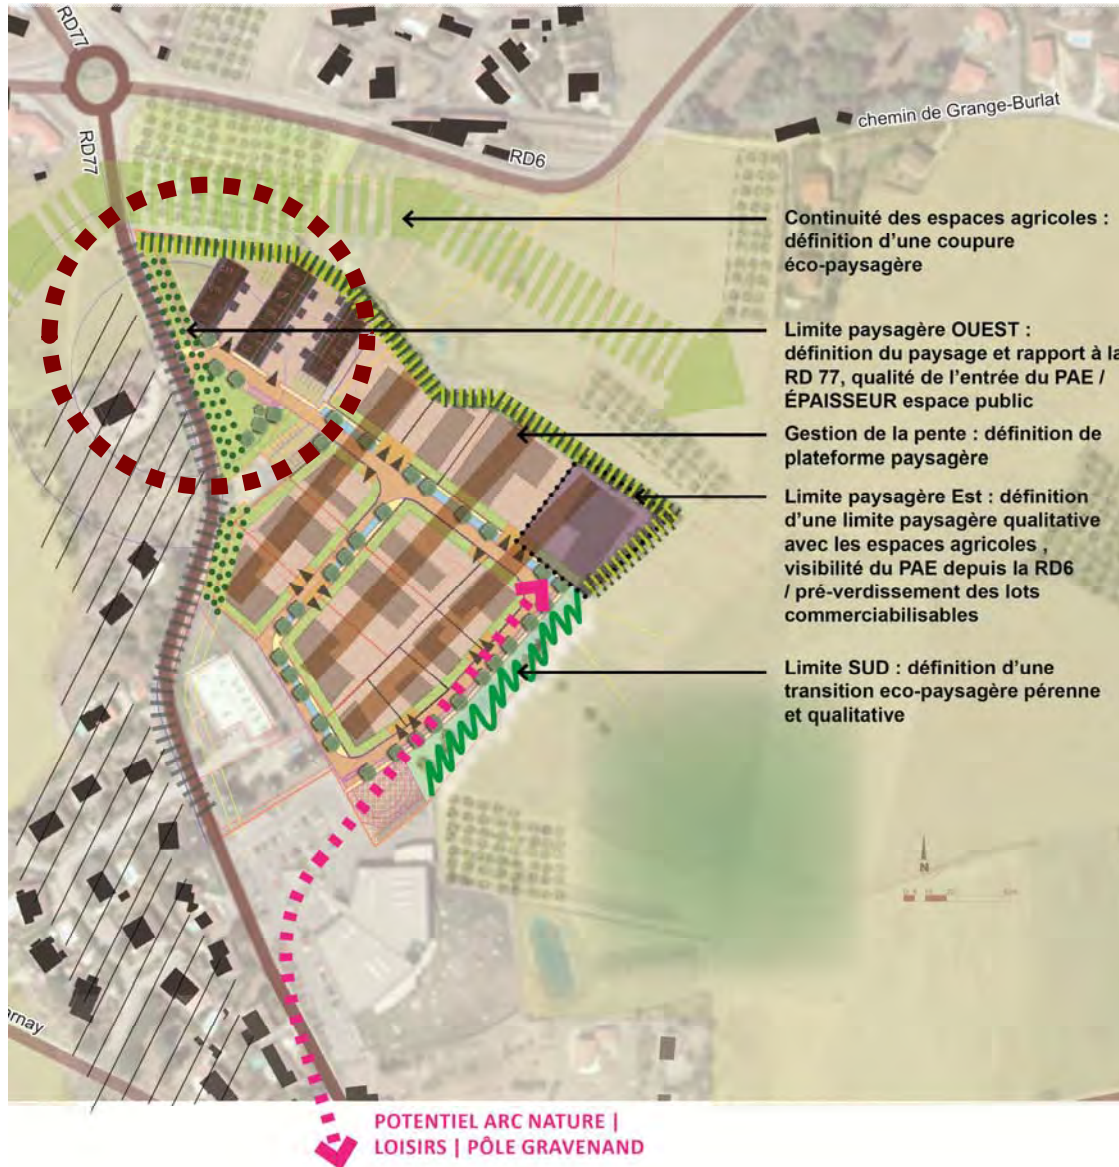 RD77
chemin de Grange-Burlat
RD6
RD77
Continuité des espaces agricoles :
définition d'une coupure
éco-paysagère
Limite paysagère OUEST :
définition du paysage et rapport à la
RD 77, qualité de l'entrée du PAE /
ÉPAISSEUR espace public
Gestion de la pente : définition de
plateforme paysagère
Limite paysagère Est : définition
d'une limite paysagère qualitative
avec les espaces agricoles ,
visibilité du PAE depuis la RD6
/ pré-verdissement des lots
commerciabilisables
Limite SUD : définition d'une
transition eco-paysagère pérenne
et qualitative
N
arnay
POTENTIEL ARC NATURE |
LOISIRS | PÔLE GRAVENAND